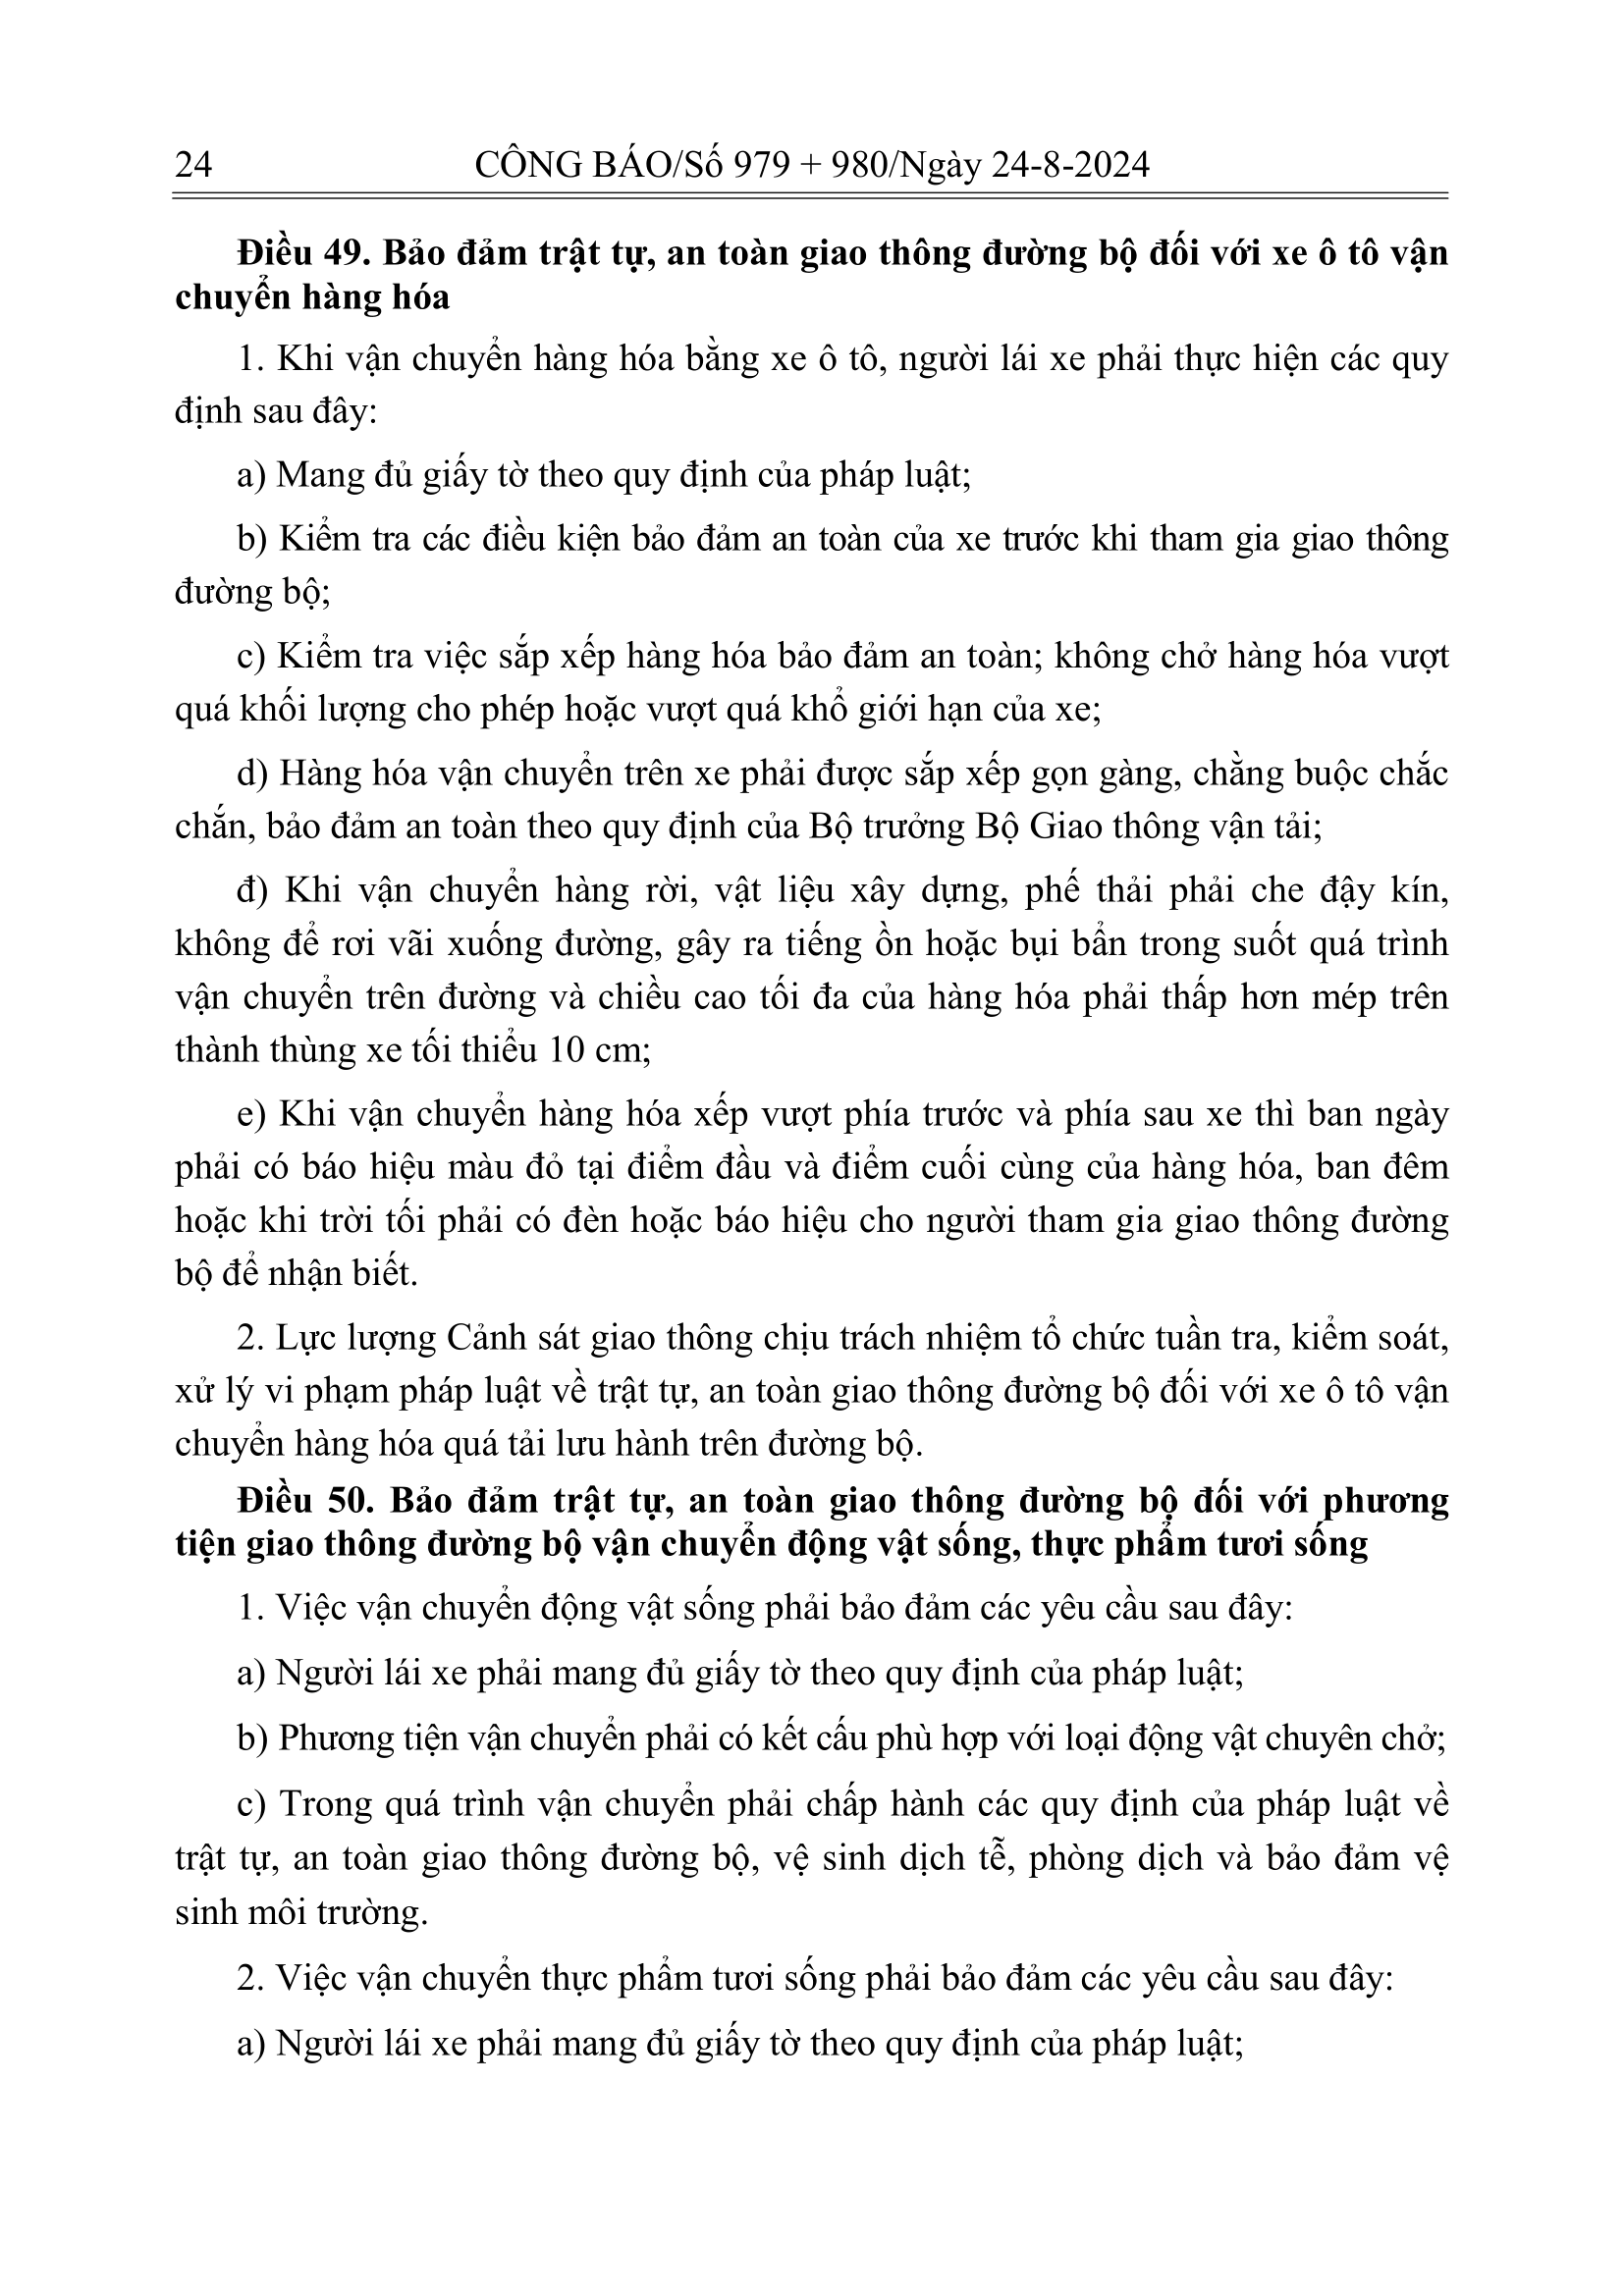 24
CÔNG BÁO/Số 979 + 980/Ngày 24-8-2024
Điều 49. Bảo đảm trật tự, an toàn giao thông đường bộ đối với xe ô tô vận
chuyển hàng hóa
1. Khi vận chuyển hàng hóa bằng xe ô tô, người lái xe phải thực hiện các quy
định sau đây:
a) Mang đủ giấy tờ theo quy định của pháp luật;
b) Kiểm tra các điều kiện bảo đảm an toàn của xe trước khi tham gia giao thông
đường bộ;
c) Kiểm tra việc sắp xếp hàng hóa bảo đảm an toàn; không chở hàng hóa vượt
quá khối lượng cho phép hoặc vượt quá khổ giới hạn của xe;
d) Hàng hóa vận chuyển trên xe phải được sắp xếp gọn gàng, chằng buộc chắc
chắn, bảo đảm an toàn theo quy định của Bộ trưởng Bộ Giao thông vận tải;
đ) Khi vận chuyển hàng rời, vật liệu xây dựng, phế thải phải che đậy kín,
không để rơi vãi xuống đường, gây ra tiếng ồn hoặc bụi bẩn trong suốt quá trình
vận chuyển trên đường và chiều cao tối đa của hàng hóa phải thấp hơn mép trên
thành thùng xe tối thiểu 10 cm;
e) Khi vận chuyển hàng hóa xếp vượt phía trước và phía sau xe thì ban ngày
phải có báo hiệu màu đỏ tại điểm đầu và điểm cuối cùng của hàng hóa, ban đêm
hoặc khi trời tối phải có đèn hoặc báo hiệu cho người tham gia giao thông đường
bộ để nhận biết.
2. Lực lượng Cảnh sát giao thông chịu trách nhiệm tổ chức tuần tra, kiểm soát,
xử lý vi phạm pháp luật về trật tự, an toàn giao thông đường bộ đối với xe ô tô vận
chuyển hàng hóa quá tải lưu hành trên đường bộ.
Điều 50. Bảo đảm trật tự, an toàn giao thông đường bộ đối với phương
tiện giao thông đường bộ vận chuyển động vật sống, thực phẩm tươi sống
1. Việc vận chuyển động vật sống phải bảo đảm các yêu cầu sau đây:
a) Người lái xe phải mang đủ giấy tờ theo quy định của pháp luật;
b) Phương tiện vận chuyển phải có kết cấu phù hợp với loại động vật chuyên chở;
c) Trong quá trình vận chuyển phải chấp hành các quy định của pháp luật về
trật tự, an toàn giao thông đường bộ, vệ sinh dịch tễ, phòng dịch và bảo đảm vệ
sinh môi trường.
2. Việc vận chuyển thực phẩm tươi sống phải bảo đảm các yêu cầu sau đây:
a) Người lái xe phải mang đủ giấy tờ theo quy định của pháp luật;